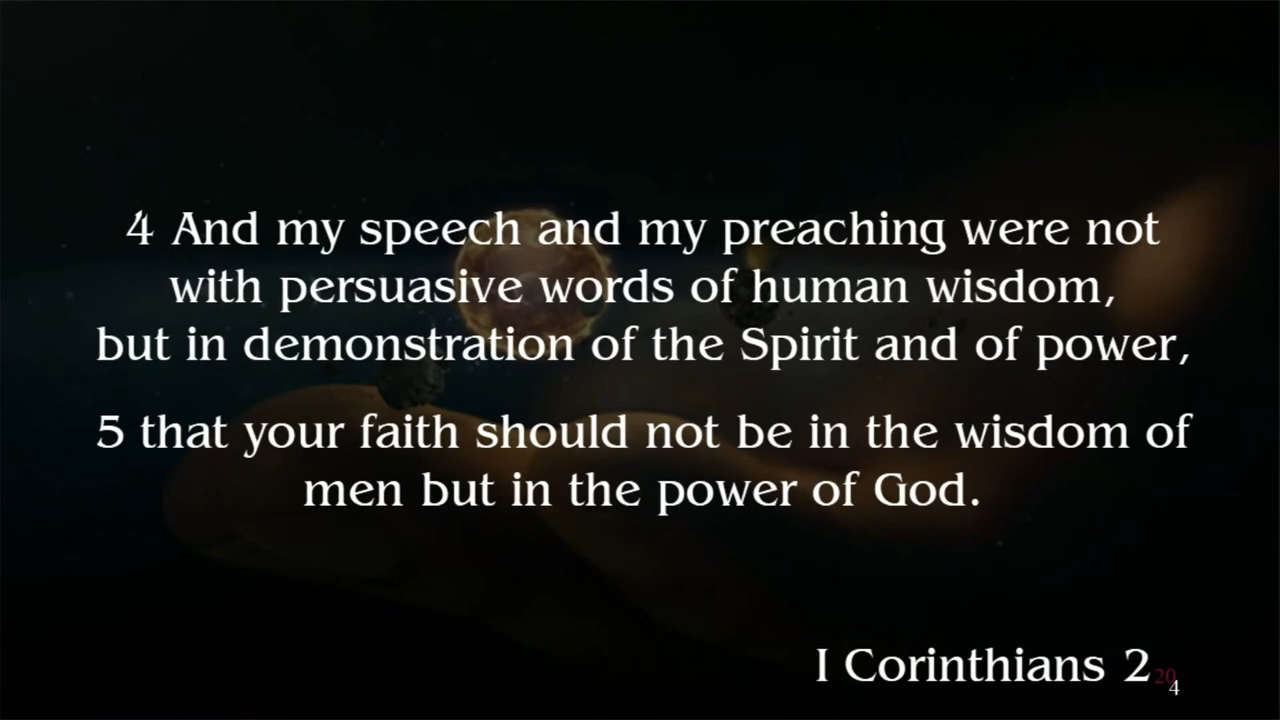 4 And my speech and my preaching were not
with persuasive words of human wisdom,
but in demonstration of the Spirit and of power,
5 that your faith should not be in the wisdom of
men but in the power of God.
I Corinthians 2
20
4